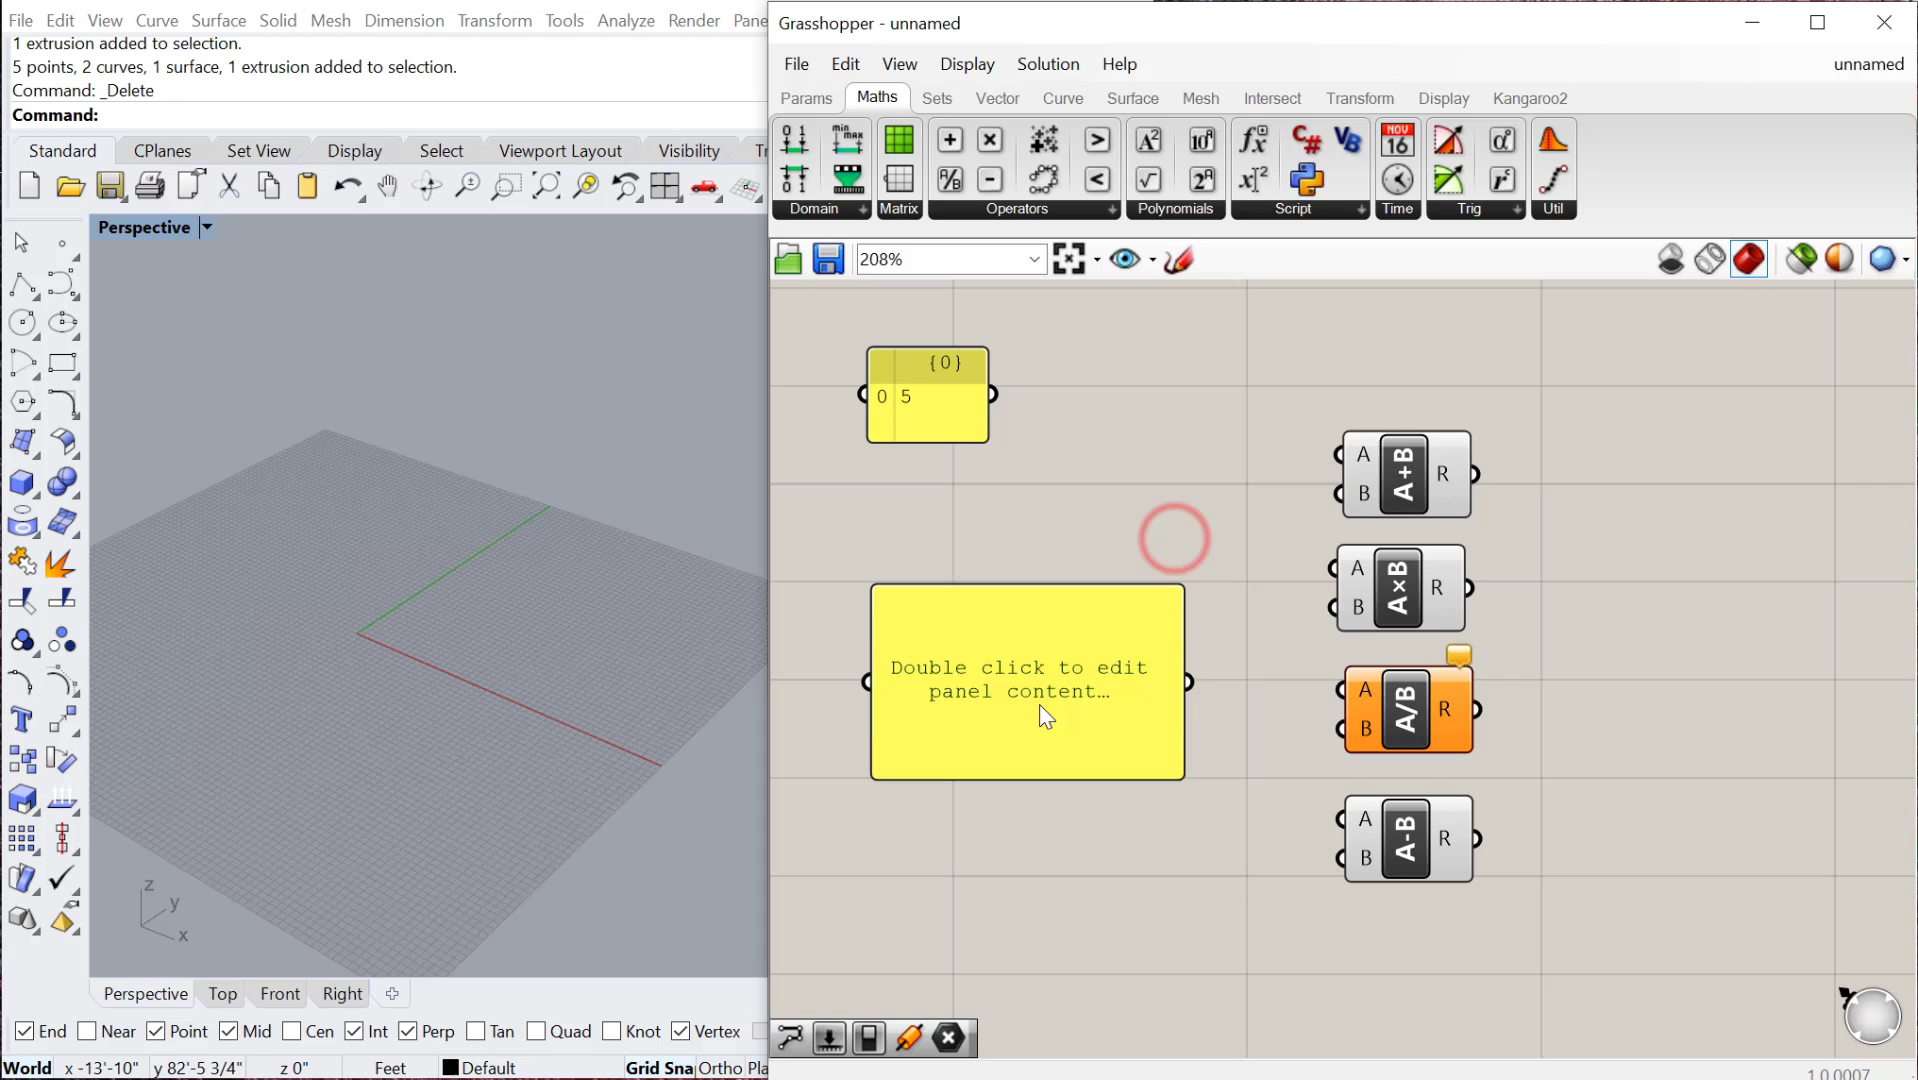 File Edit View Curve Surface Solid Mesh Dimension Transform Tools Analyze Render Pane
1 extrusion added to selection.
5 points, 2 curves, 1 surface, 1 extrusion added to selection.
Command: _Delete
Command:
Standard CPlanes Set View Display Select Viewport Layout Visibility
Perspective
z
y
x
Perspective Top Front Right
End Near Point Mid Cen Int Perp Tan Quad Knot Vertex
World x -13'-10" y 82'-5 3/4" z 0" Feet Default Grid Sna Ortho Pla
Grasshopper - unnamed
File Edit View Display Solution Help
unnamed
Params Maths Sets Vector Curve Surface Mesh Intersect Transform Display Kangaroo2
Domain Matrix Operators Polynomials Script Time Trig Util
208%
{0}
0 5
Double click to edit
panel content…
A
B
A+B
R
A
B
A×B
R
A
B
A/B
R
A
B
A-B
R
1.0.0007